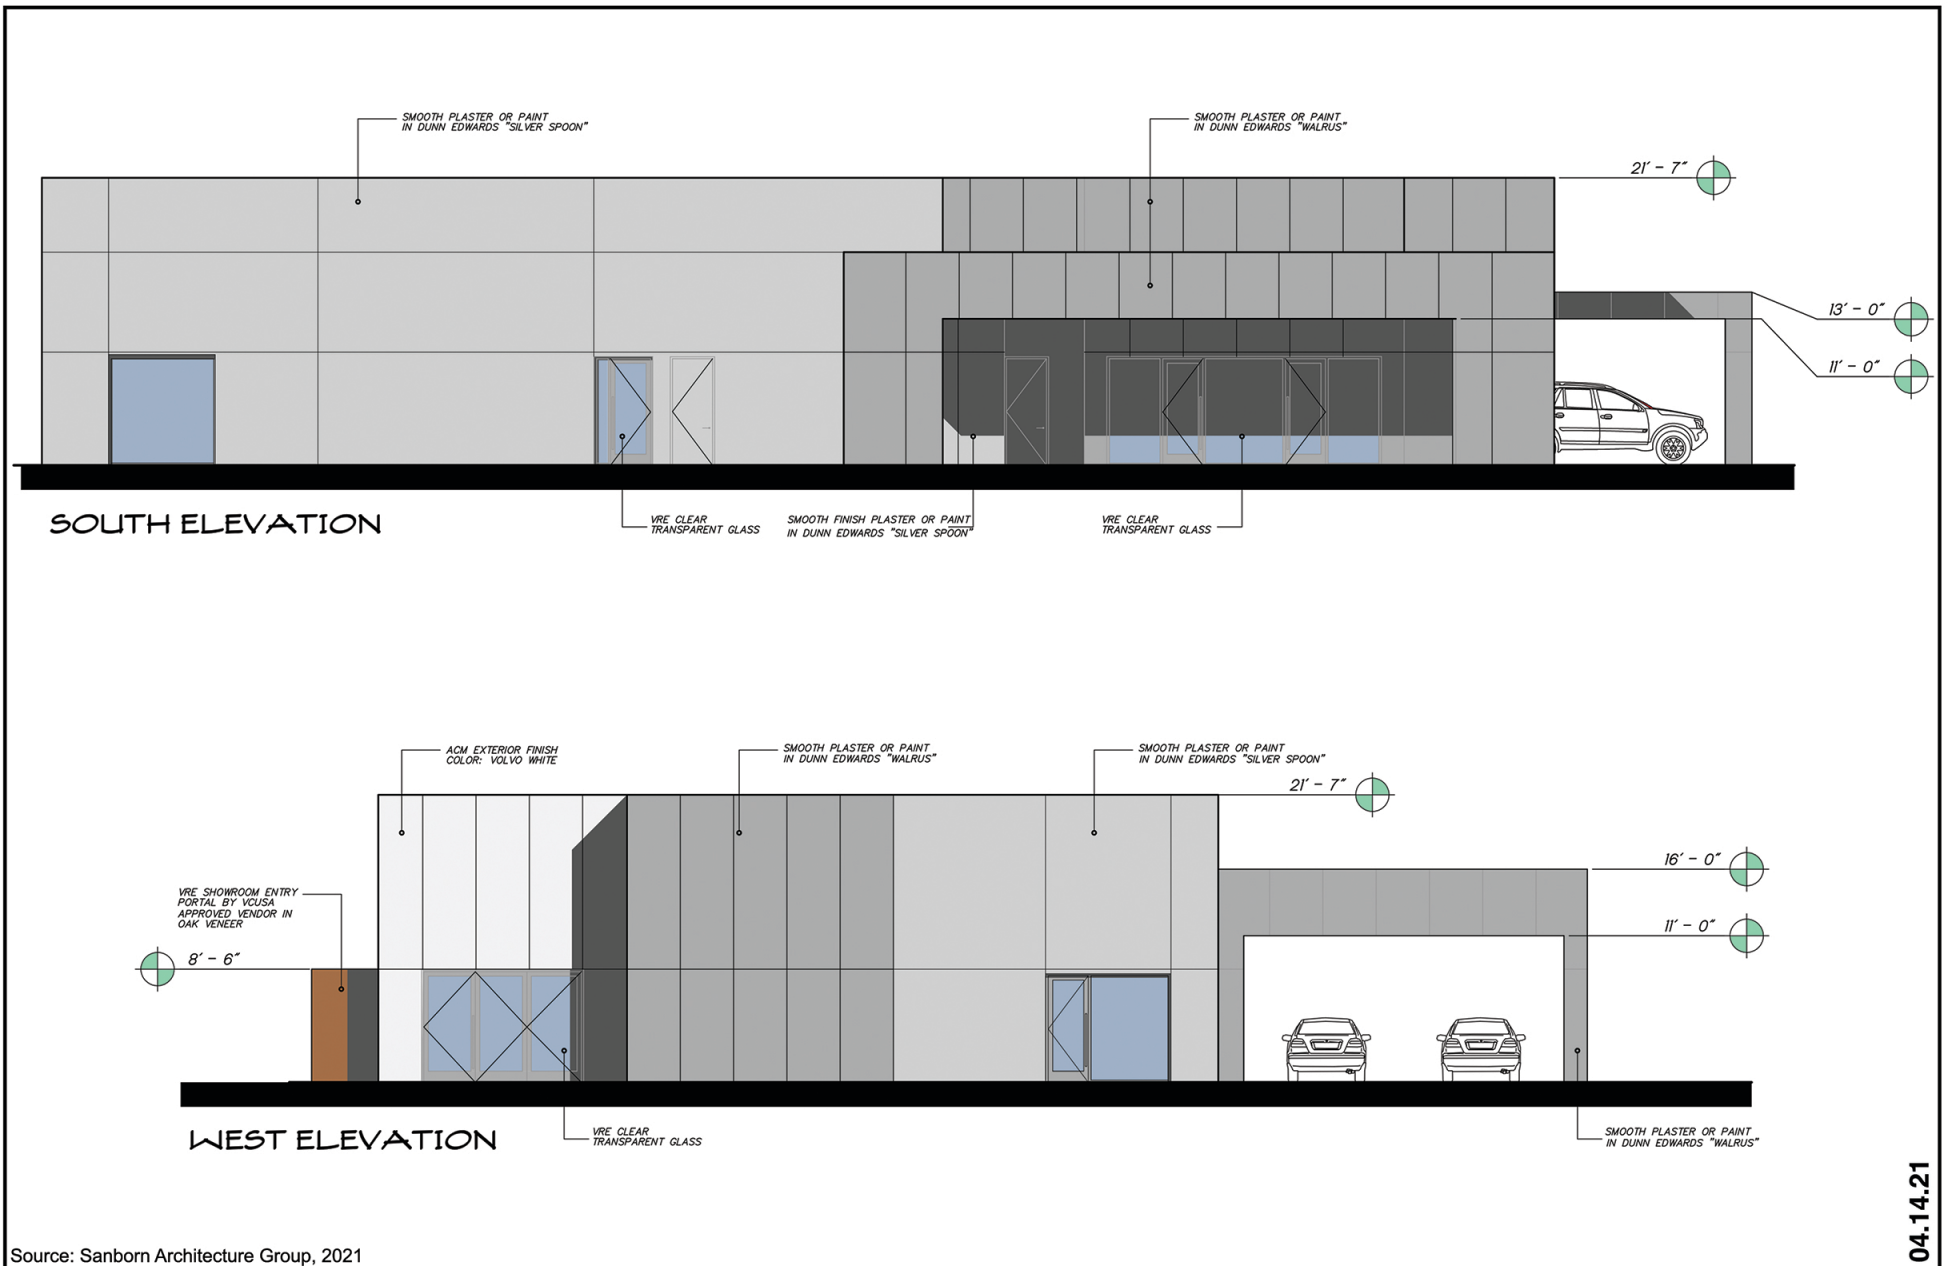 SMOOTH PLASTER OR PAINT
IN DUNN EDWARDS "SILVER SPOON"
SMOOTH PLASTER OR PAINT
IN DUNN EDWARDS "WALRUS"
21' - 7"
13' - 0"
11' - 0"
VRE CLEAR
TRANSPARENT GLASS
SMOOTH FINISH PLASTER OR PAINT
IN DUNN EDWARDS "SILVER SPOON"
VRE CLEAR
TRANSPARENT GLASS
SOUTH ELEVATION
ACM EXTERIOR FINISH
COLOR: VOLVO WHITE
SMOOTH PLASTER OR PAINT
IN DUNN EDWARDS "WALRUS"
SMOOTH PLASTER OR PAINT
IN DUNN EDWARDS "SILVER SPOON"
21' - 7"
16' - 0"
11' - 0"
VRE SHOWROOM ENTRY
PORTAL BY VCUSA
APPROVED VENDOR IN
OAK VENEER
8' - 6"
VRE CLEAR
TRANSPARENT GLASS
SMOOTH PLASTER OR PAINT
IN DUNN EDWARDS "WALRUS"
WEST ELEVATION
04.14.21
Source: Sanborn Architecture Group, 2021